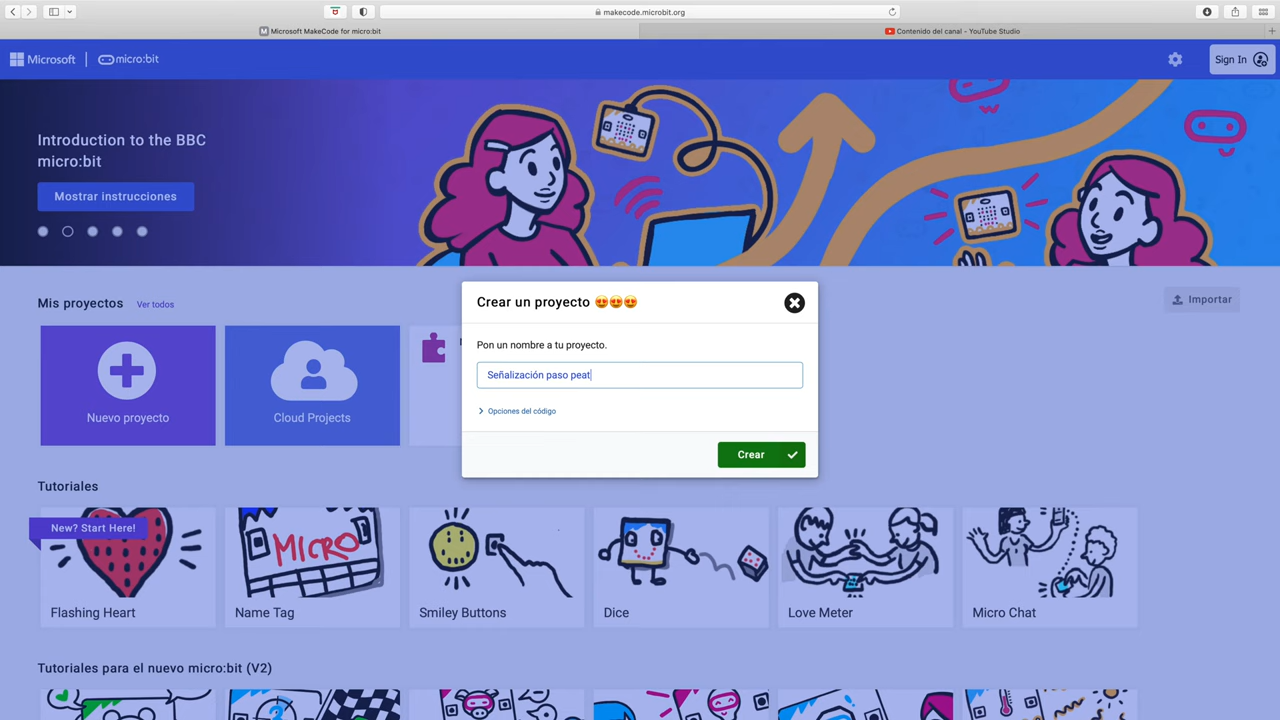 makecode.microbit.org
Microsoft MakeCode for micro:bit
Contenido del canal - YouTube Studio
Microsoft
micro:bit
Sign In
Introduction to the BBC
micro:bit
Mostrar instrucciones
Mis proyectos
Ver todos
Importar
Crear un proyecto 😍😍😍
Pon un nombre a tu proyecto.
Señalización paso peat
Opciones del código
Crear
Nuevo proyecto
Cloud Projects
Tutoriales
New? Start Here!
MICRO
Flashing Heart
Name Tag
Smiley Buttons
Dice
Love Meter
Micro Chat
Tutoriales para el nuevo micro:bit (V2)